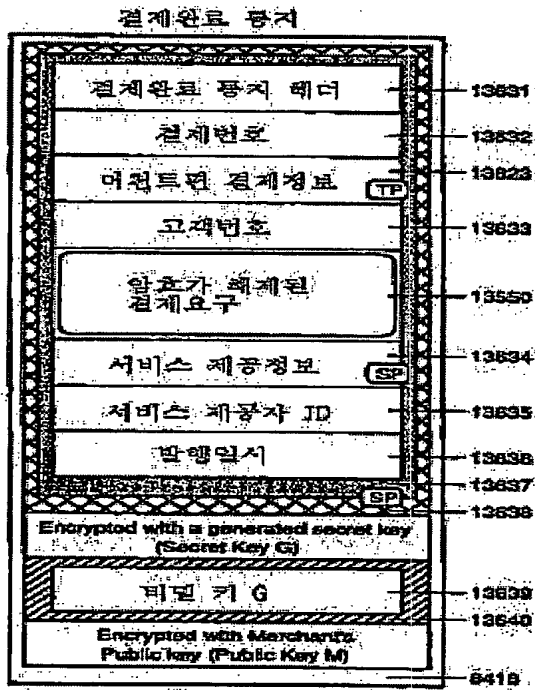 결제완료 통지
결제완료 통지 헤더
13631
결제번호
13632
머천트편 결제정보
TP
13623
고객번호
13633
암호가 해제된
결제요구
13550
서비스 제공정보
SP
13634
서비스 제공자 ID
13635
발행일시
13636
13637
SP
13638
Encrypted with a generated secret key
(Secret Key G)
비밀 키 G
13639
13640
Encrypted with Merchants
Public key (Public Key M)
8418